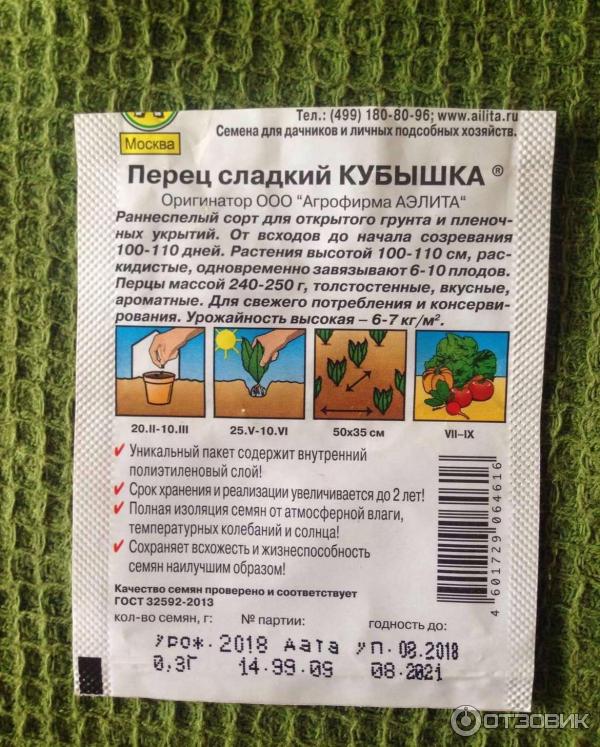 Тел.: (499) 180-80-96; www.ailita.ru
Семена для дачников и личных подсобных хозяйств.
Москва
Перец сладкий КУБЫШКА ®
Оригинатор ООО "Агрофирма АЭЛИТА"
Раннеспелый сорт для открытого грунта и пленоч-
ных укрытий. От всходов до начала созревания
100-110 дней. Растения высотой 100-110 см, рас-
кидистые, одновременно завязывают 6-10 плодов.
Перцы массой 240-250 г, толстостенные, вкусные,
ароматные. Для свежего потребления и консерви-
рования. Урожайность высокая – 6-7 кг/м².
20.II-10.III
25.V-10.VI
50х35 см
VII–IX
✓ Уникальный пакет содержит внутренний
полиэтиленовый слой!
✓ Срок хранения и реализации увеличивается до 2 лет!
✓ Полная изоляция семян от атмосферной влаги,
температурных колебаний и солнца!
✓ Сохраняет всхожесть и жизнеспособность
семян наилучшим образом!
4 601729 064616
Качество семян проверено и соответствует
ГОСТ 32592-2013
кол-во семян, г: № партии: годность до:
Урож. 2018 дата уп. 08.2018
0,3г 14.99.09 08.2021
ОТЗОВИК